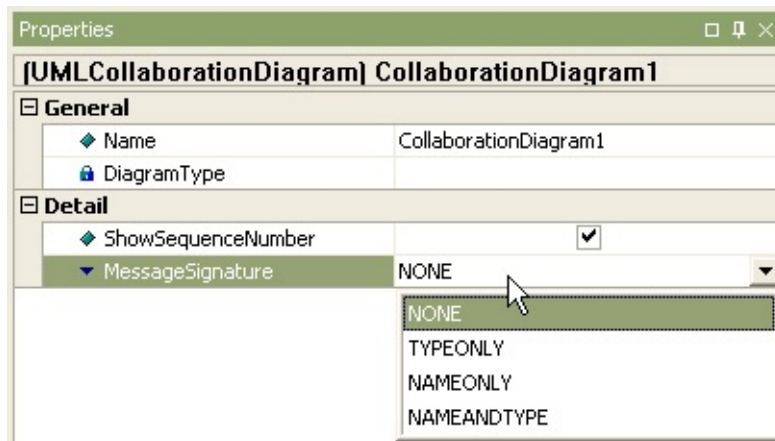 Properties
(UMLCollaborationDiagram) CollaborationDiagram1
General
Name CollaborationDiagram1
DiagramType
Detail
ShowSequenceNumber
MessageSignature NONE
NONE
TYPEONLY
NAMEONLY
NAMEANDTYPE